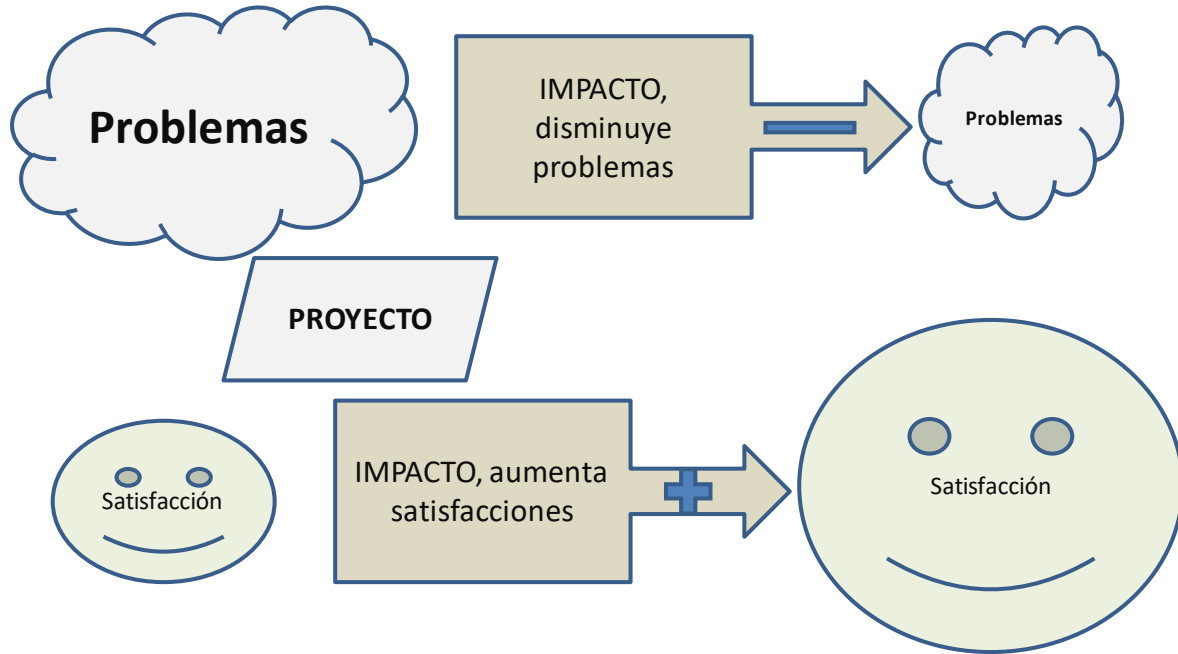 Problemas
IMPACTO,
disminuye
problemas
Problemas
PROYECTO
Satisfacción
IMPACTO, aumenta
satisfacciones
Satisfacción